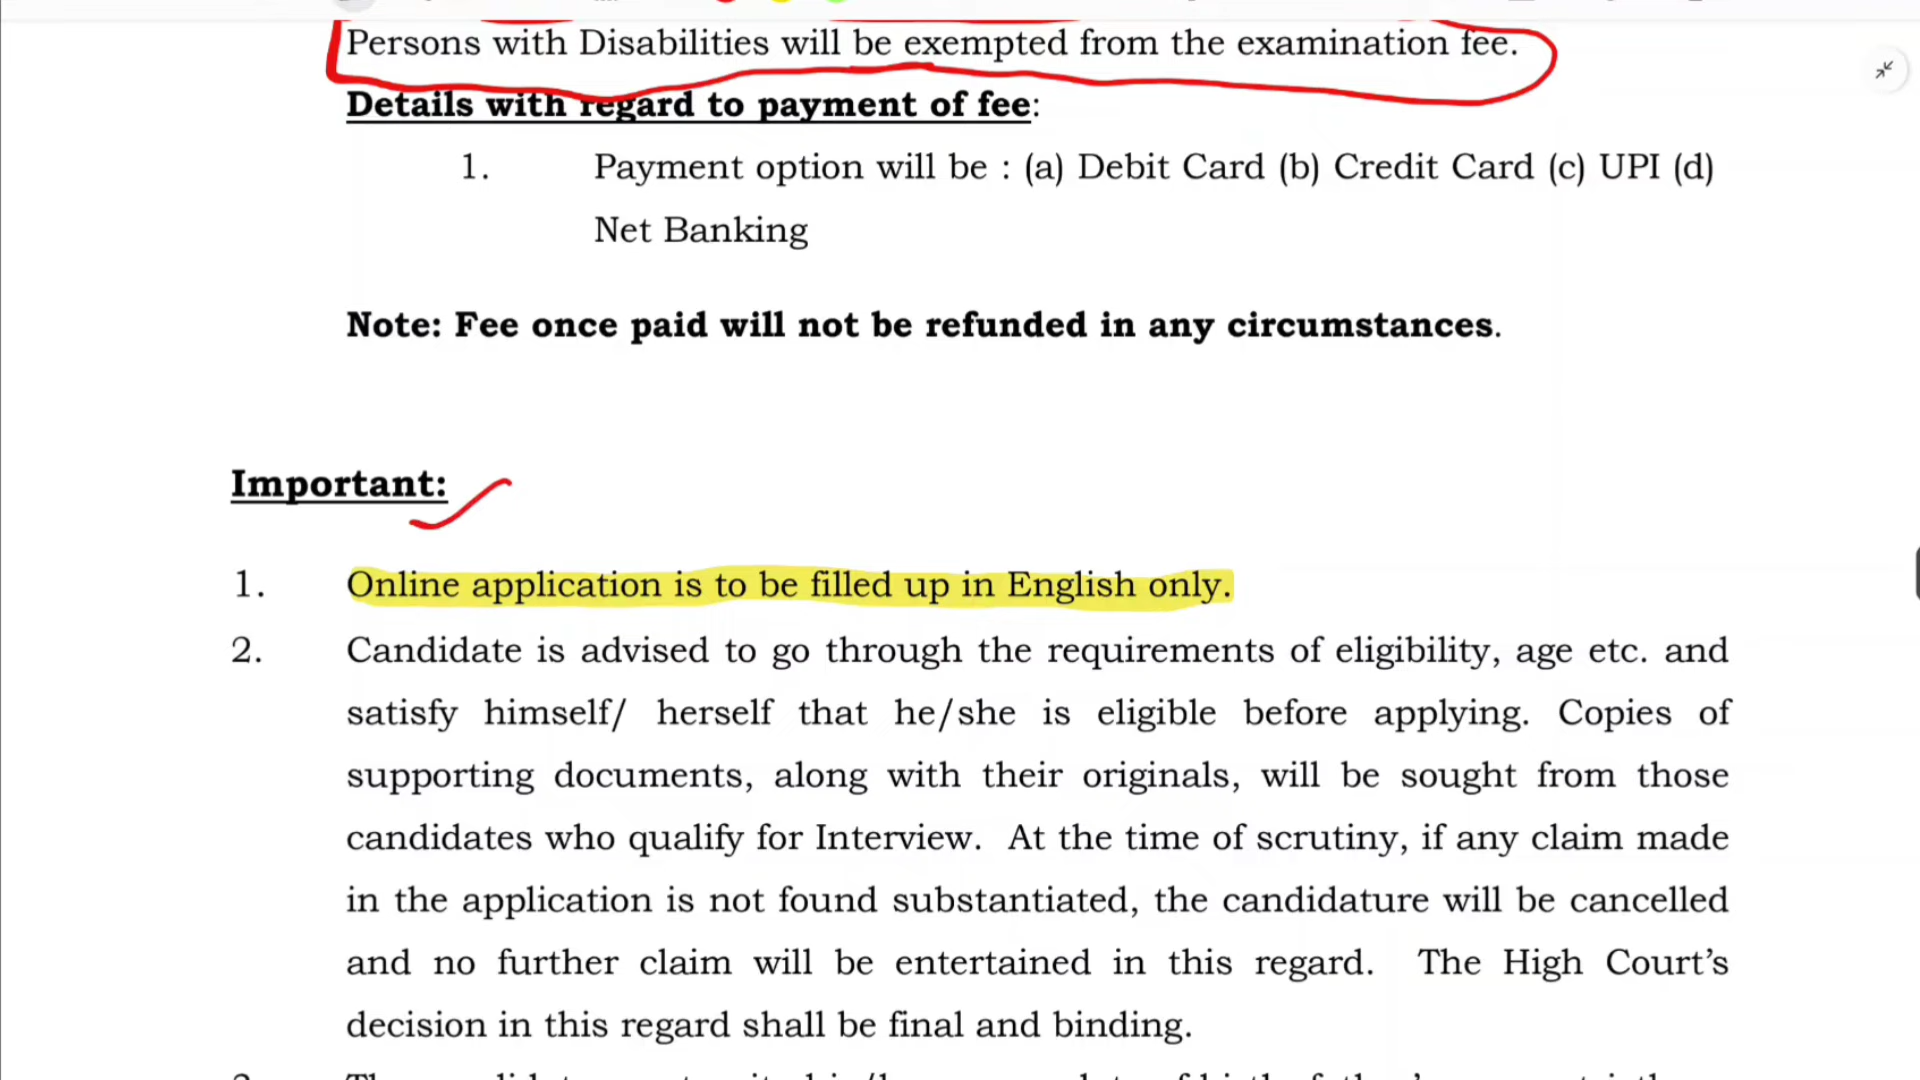 Persons with Disabilities will be exempted from the examination fee.
Details with regard to payment of fee:
1. Payment option will be : (a) Debit Card (b) Credit Card (c) UPI (d)
Net Banking
Note: Fee once paid will not be refunded in any circumstances.
Important:
1. Online application is to be filled up in English only.
2. Candidate is advised to go through the requirements of eligibility, age etc. and
satisfy himself/ herself that he/she is eligible before applying. Copies of
supporting documents, along with their originals, will be sought from those
candidates who qualify for Interview. At the time of scrutiny, if any claim made
in the application is not found substantiated, the candidature will be cancelled
and no further claim will be entertained in this regard. The High Court’s
decision in this regard shall be final and binding.